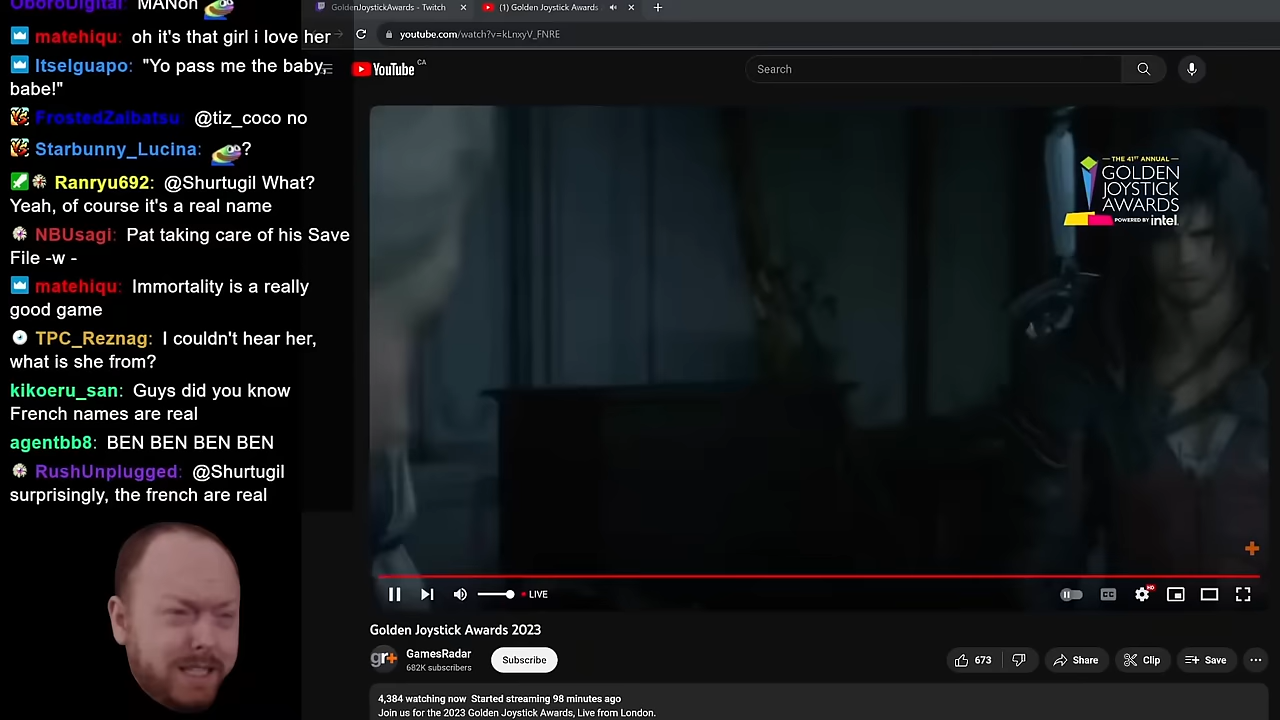 OboroDigital: MANon
matehiqu: oh it's that girl i love her
ItsElguapo: "Yo pass me the baby, babe!"
FrostedZaibatsu @tiz_coco no
Starbunny_Lucina: ?
Ranryu692: @Shurtugil What?
Yeah, of course it's a real name
NBUsagi: Pat taking care of his Save
File -w -
matehiqu: Immortality is a really
good game
TPC_Reznag: I couldn't hear her,
what is she from?
kikoeru_san: Guys did you know
French names are real
agentbb8: BEN BEN BEN BEN
RushUnplugged: @Shurtugil
surprisingly, the french are real
GoldenJoystickAwards - Twitch
(1) Golden Joystick Awards
youtube.com/watch?v=kLnxyV_FNRE
YouTube CA
Search
THE 41ST ANNUAL
GOLDEN
JOYSTICK
AWARDS
POWERED BY intel.
LIVE
CC
HD
Golden Joystick Awards 2023
gr+
GamesRadar
682K subscribers
Subscribe
673
Share
Clip
Save
4,384 watching now Started streaming 98 minutes ago
Join us for the 2023 Golden Joystick Awards, Live from London.